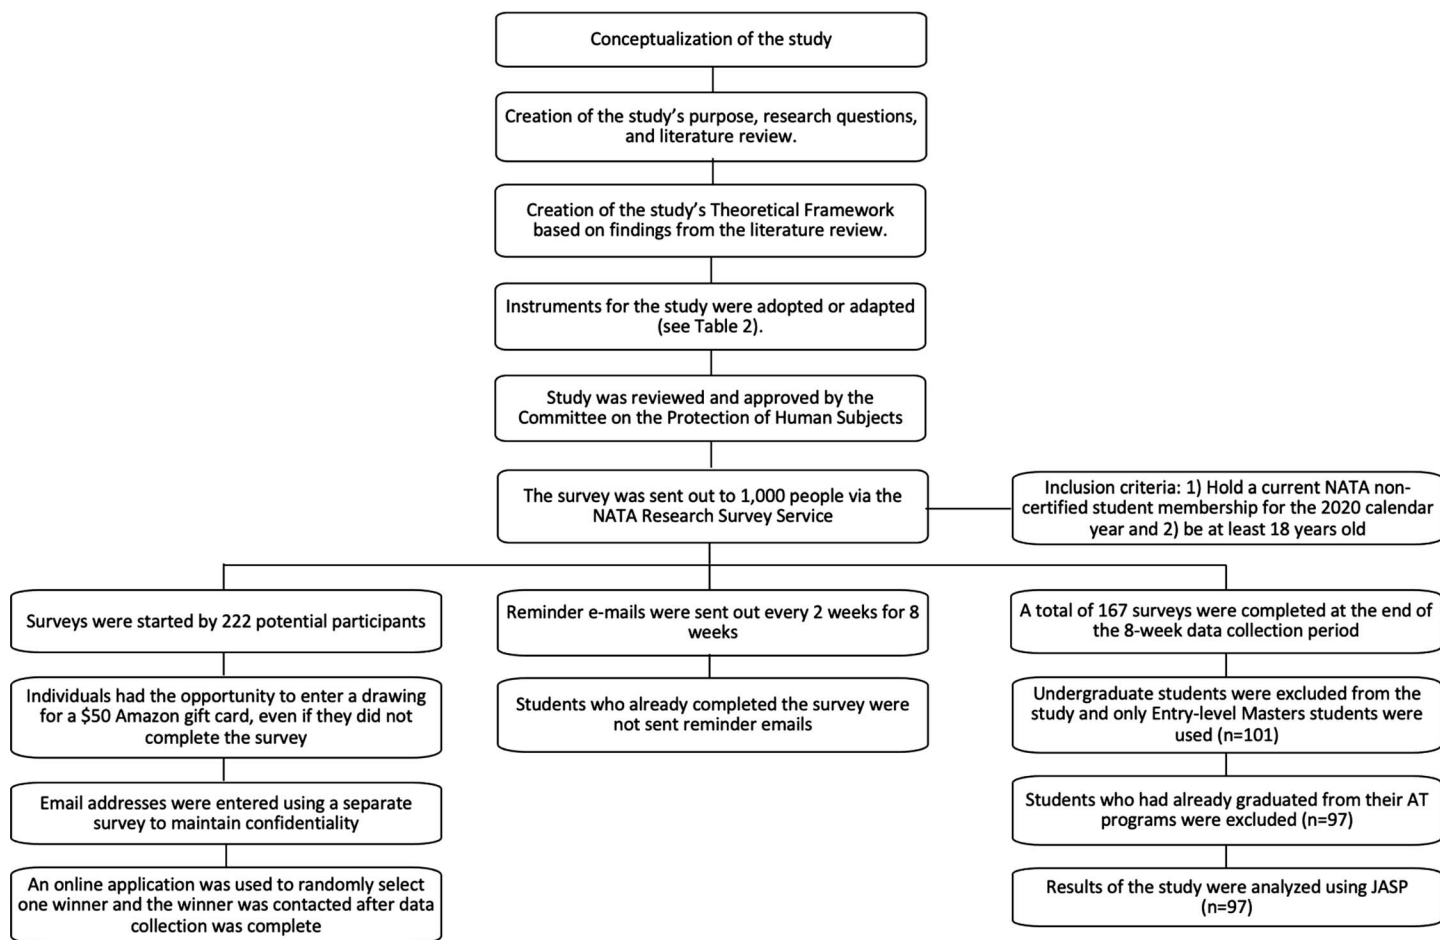 Conceptualization of the study
Creation of the study’s purpose, research questions,
and literature review.
Creation of the study’s Theoretical Framework
based on findings from the literature review.
Instruments for the study were adopted or adapted
(see Table 2).
Study was reviewed and approved by the
Committee on the Protection of Human Subjects
The survey was sent out to 1,000 people via the
NATA Research Survey Service
Inclusion criteria: 1) Hold a current NATA non-
certified student membership for the 2020 calendar
year and 2) be at least 18 years old
Surveys were started by 222 potential participants
Individuals had the opportunity to enter a drawing
for a $50 Amazon gift card, even if they did not
complete the survey
Email addresses were entered using a separate
survey to maintain confidentiality
An online application was used to randomly select
one winner and the winner was contacted after data
collection was complete
Reminder e-mails were sent out every 2 weeks for 8
weeks
Students who already completed the survey were
not sent reminder emails
A total of 167 surveys were completed at the end of
the 8-week data collection period
Undergraduate students were excluded from the
study and only Entry-level Masters students were
used (n=101)
Students who had already graduated from their AT
programs were excluded (n=97)
Results of the study were analyzed using JASP
(n=97)